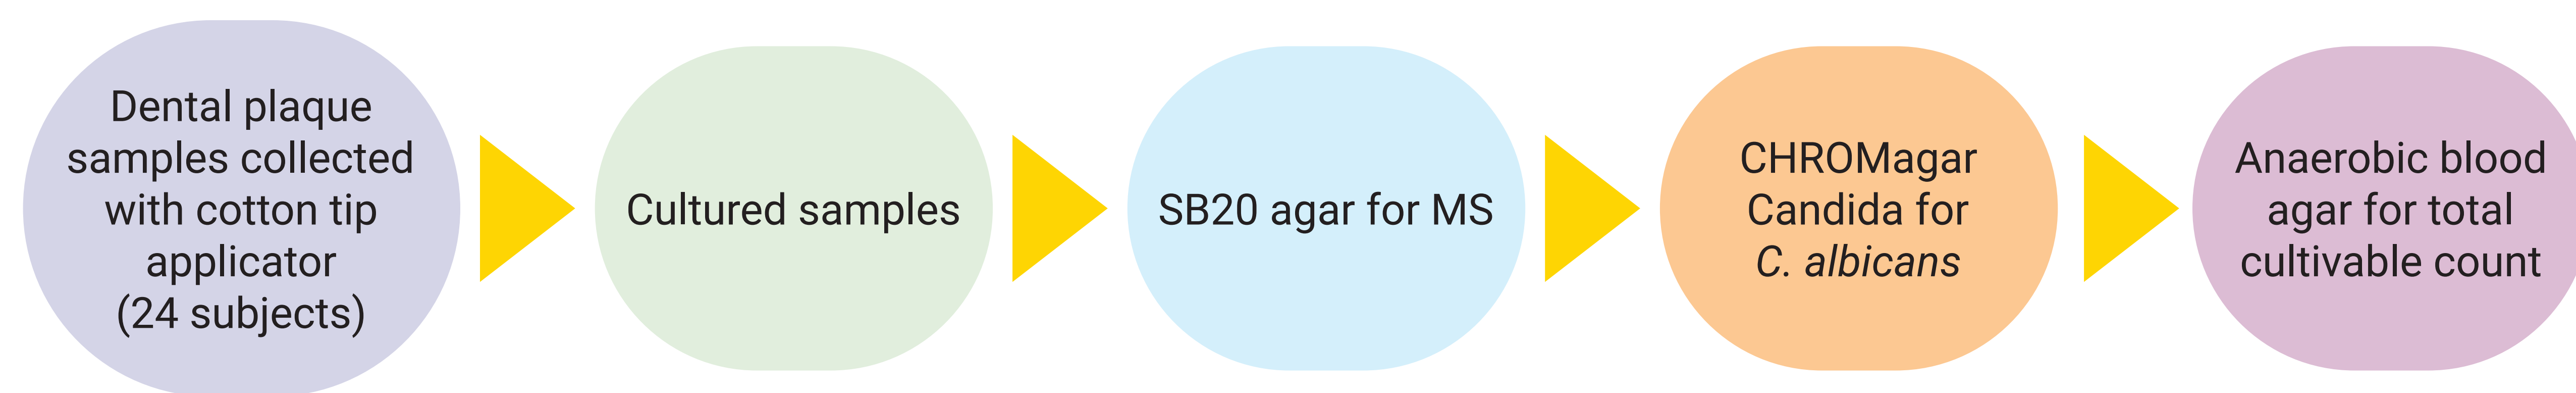 Dental plaque
samples collected
with cotton tip
applicator
(24 subjects)
Cultured samples
SB20 agar for MS
CHROMagar
Candida for
C. albicans
Anaerobic blood
agar for total
cultivable count